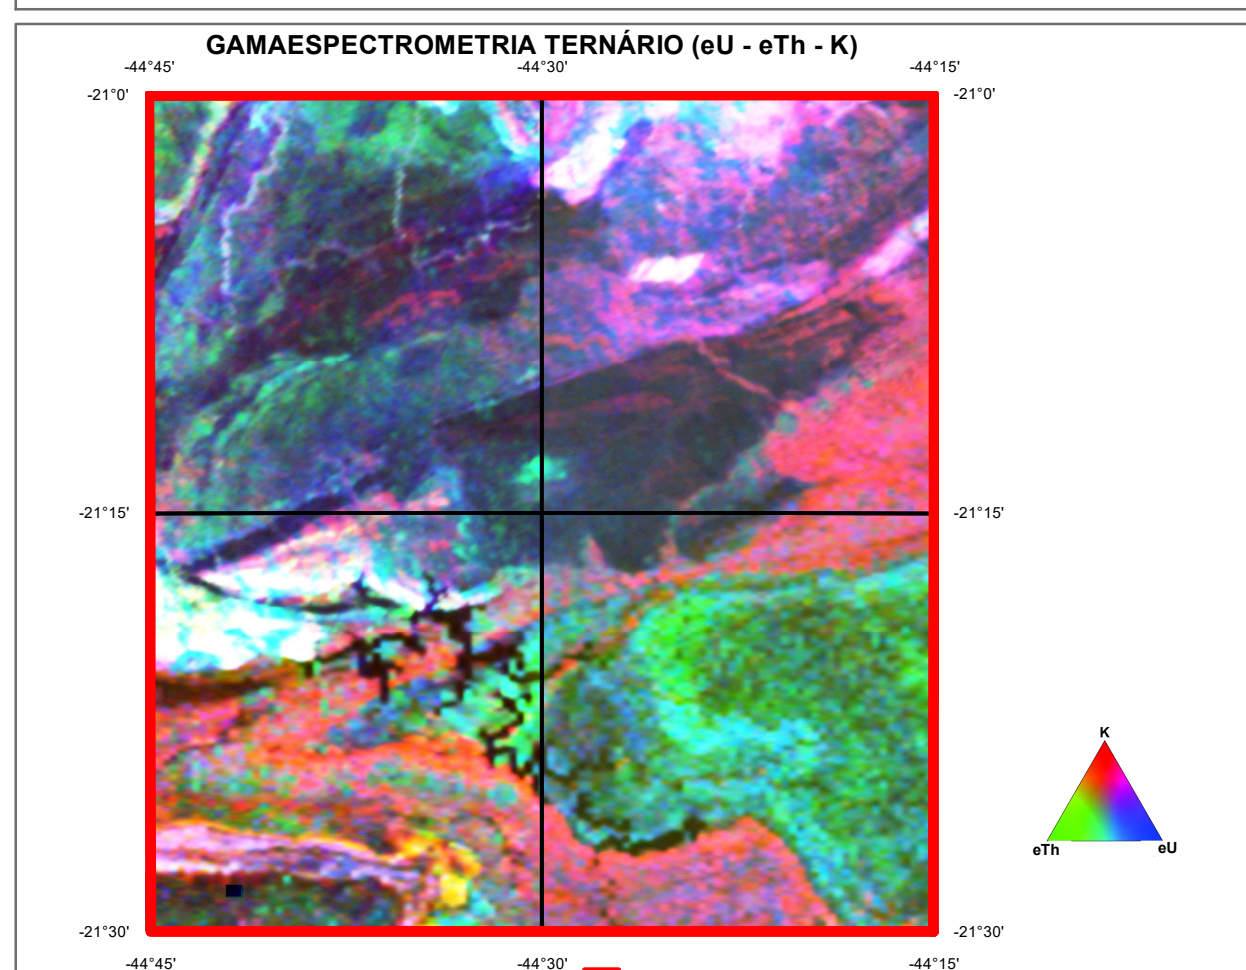 GAMAESPECTROMETRIA TERNÁRIO (eU - eTh - K)
-44°45' -44°30' -44°15'
-21°0' -21°0'
-21°15' -21°15'
K
eTh eU
-21°30' -21°30'
-44°45' -44°30' -44°15'